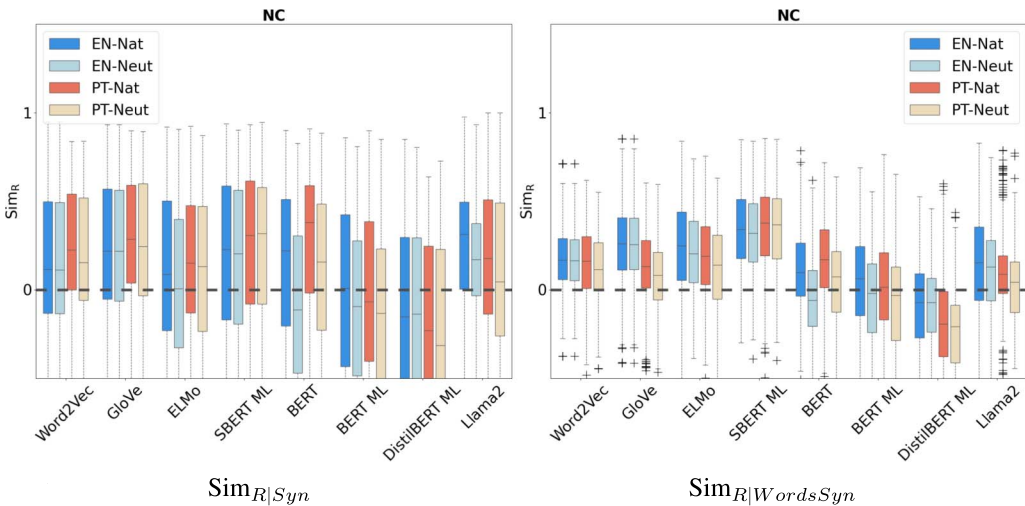 NC
EN-Nat
EN-Neut
PT-Nat
PT-Neut
1
0
Sim_R
Word2Vec
GloVe
ELMo
SBERT ML
BERT
BERT ML
DistilBERT ML
Llama2
Sim_{R|Syn}
NC
EN-Nat
EN-Neut
PT-Nat
PT-Neut
1
0
Sim_R
Word2Vec
GloVe
ELMo
SBERT ML
BERT
BERT ML
DistilBERT ML
Llama2
Sim_{R|WordsSyn}